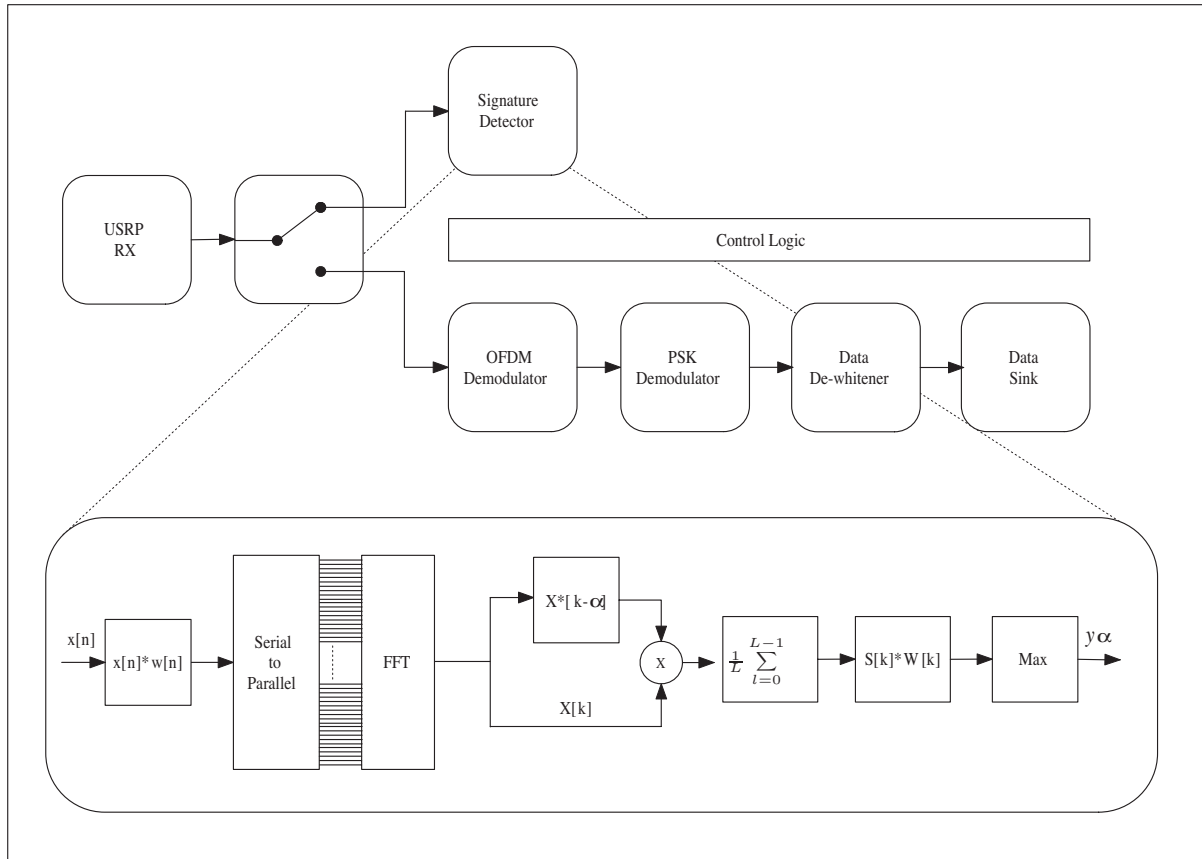 Signature
Detector
USRP
RX
Control Logic
OFDM
Demodulator
PSK
Demodulator
Data
De-whitener
Data
Sink
x[n]
x[n]*w[n]
Serial
to
Parallel
FFT
X*[k-α]
X
X[k]
1/L L−1 ∑ l=0
S[k]*W[k]
Max
yα